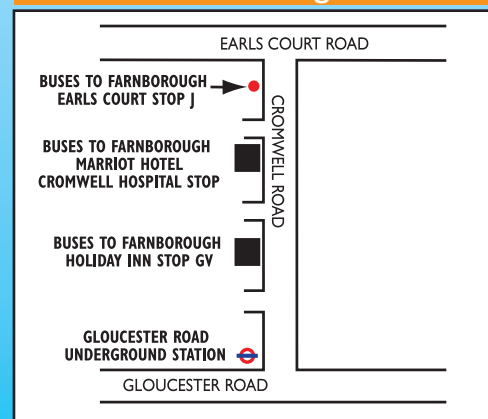 EARLS COURT ROAD
BUSES TO FARNBOROUGH
EARLS COURT STOP J
CROMWELL ROAD
BUSES TO FARNBOROUGH
MARRIOT HOTEL
CROMWELL HOSPITAL STOP
BUSES TO FARNBOROUGH
HOLIDAY INN STOP GV
GLOUCESTER ROAD
UNDERGROUND STATION
GLOUCESTER ROAD